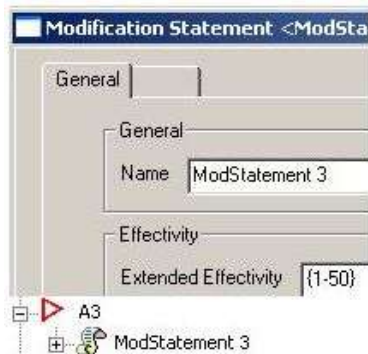 Modification Statement <ModSta
General
General
Name ModStatement 3
Effectivity
Extended Effectivity {1-50}
A3
ModStatement 3